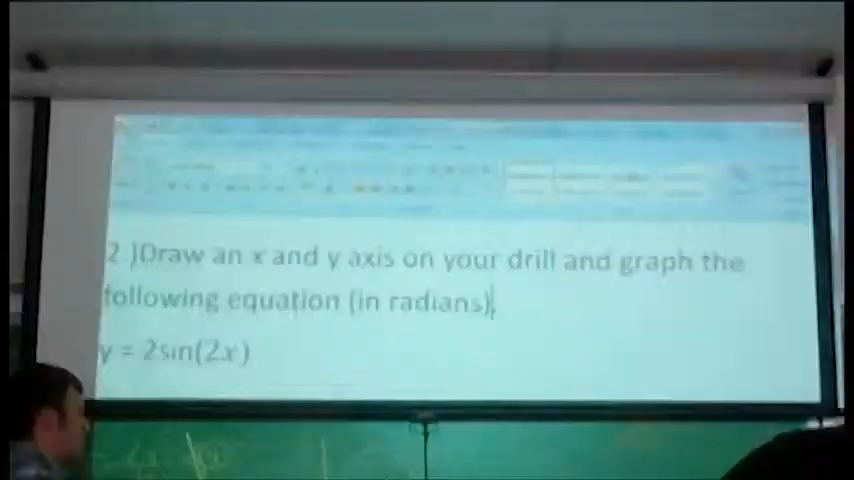 2.)Draw an x and y axis on your drill and graph the
following equation (in radians),
y = 2sin(2x)